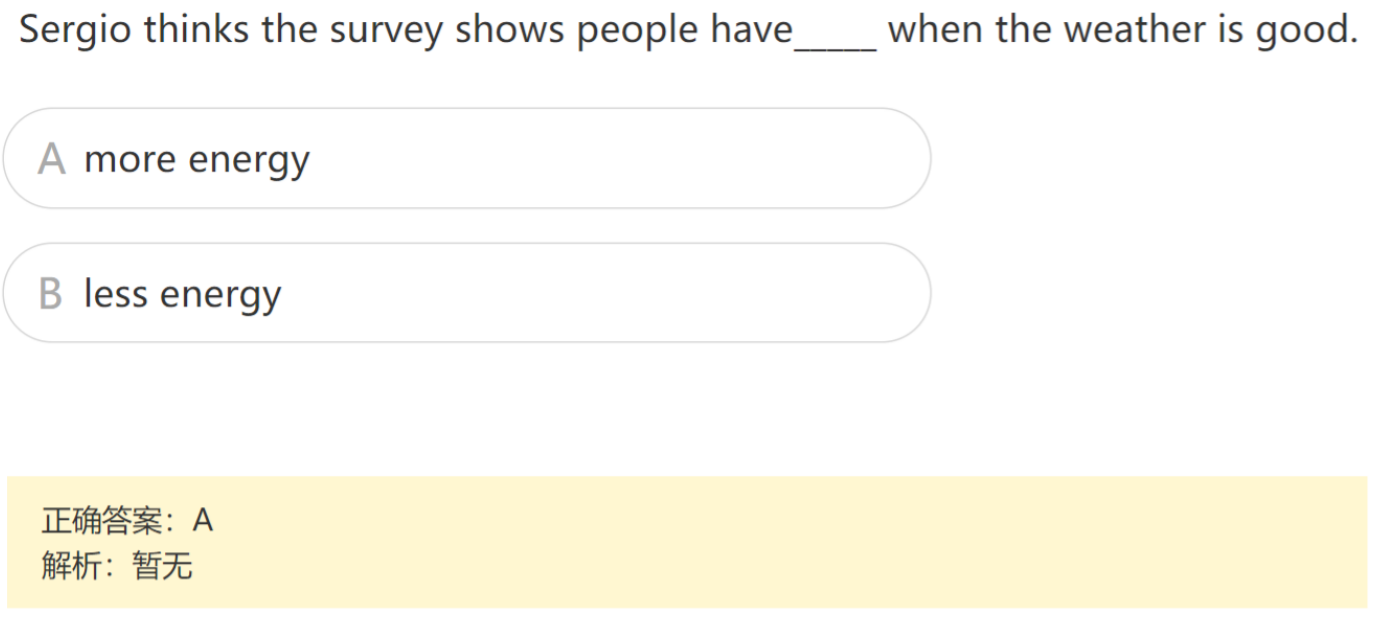 Sergio thinks the survey shows people have_____ when the weather is good.
A more energy
B less energy
正确答案：A
解析：暂无